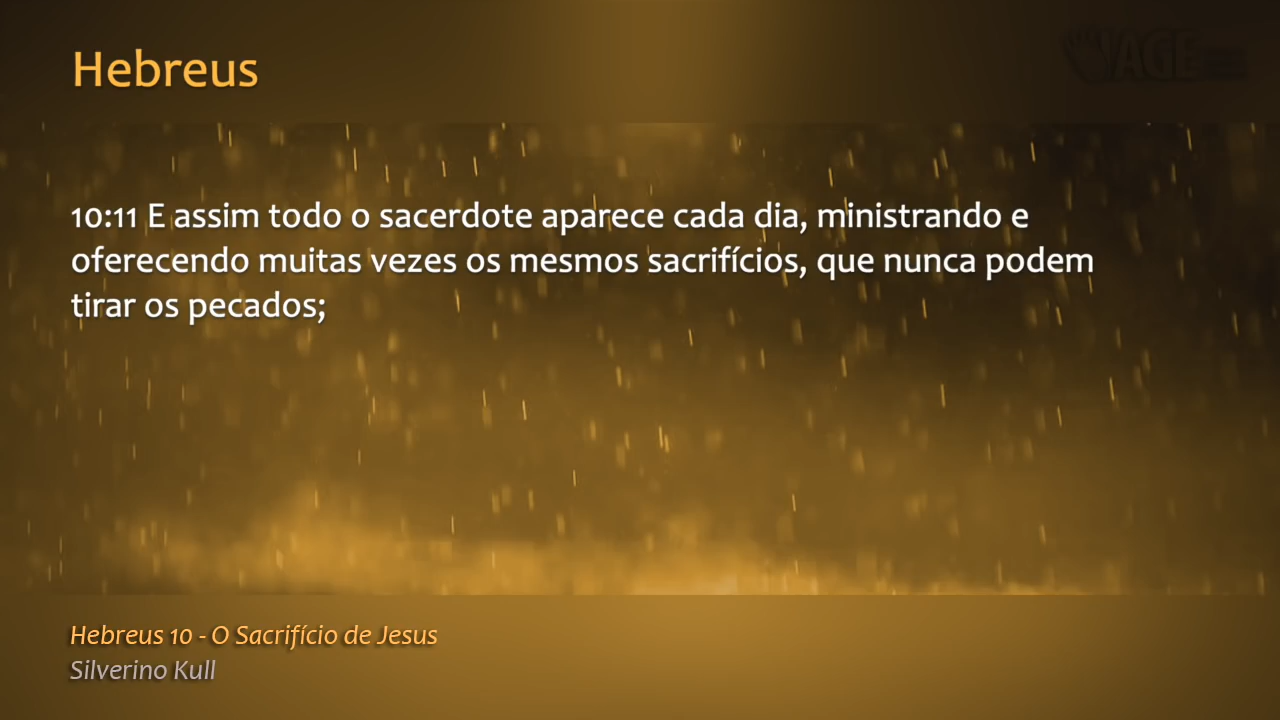 Hebreus
10:11 E assim todo o sacerdote aparece cada dia, ministrando e
oferecendo muitas vezes os mesmos sacrifícios, que nunca podem
tirar os pecados;
Hebreus 10 - O Sacrifício de Jesus
Silverino Kull